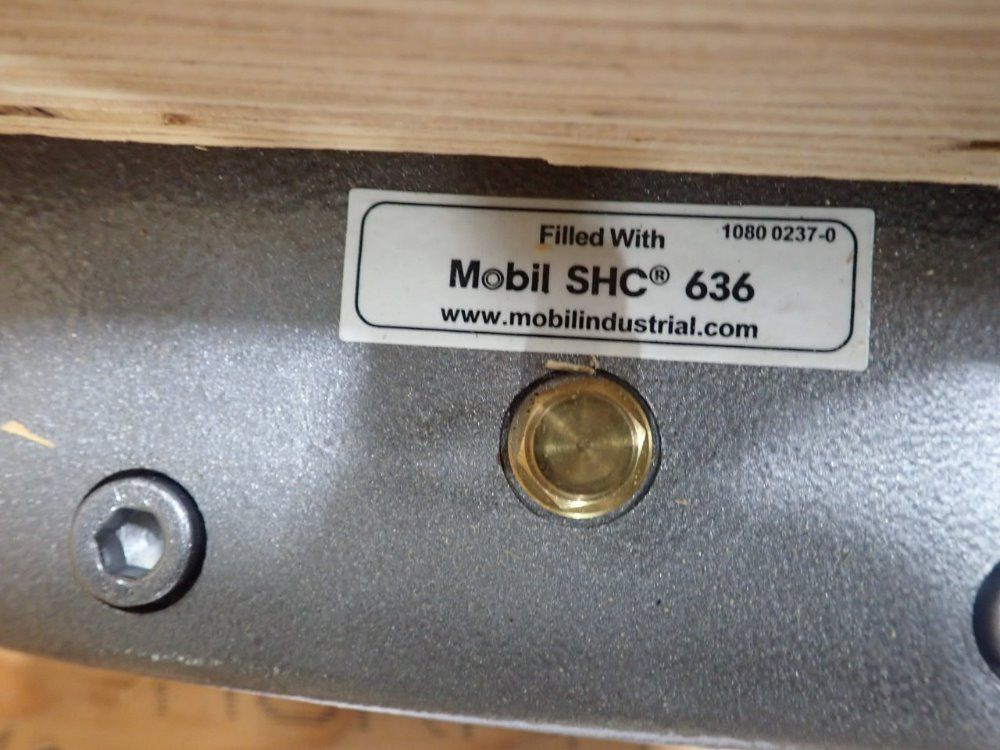 Filled With
1080 0237-0
Mobil SHC® 636
www.mobilindustrial.com